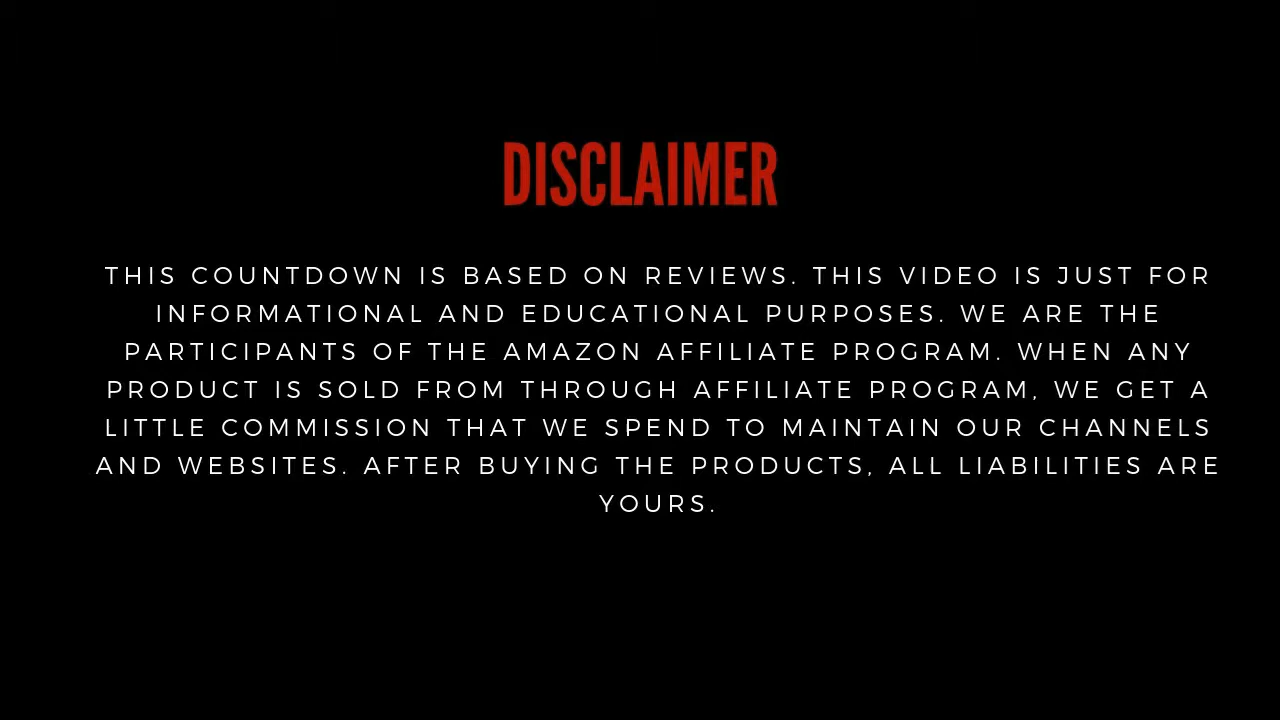 DISCLAIMER
THIS COUNTDOWN IS BASED ON REVIEWS. THIS VIDEO IS JUST FOR
INFORMATIONAL AND EDUCATIONAL PURPOSES. WE ARE THE
PARTICIPANTS OF THE AMAZON AFFILIATE PROGRAM. WHEN ANY
PRODUCT IS SOLD FROM THROUGH AFFILIATE PROGRAM, WE GET A
LITTLE COMMISSION THAT WE SPEND TO MAINTAIN OUR CHANNELS
AND WEBSITES. AFTER BUYING THE PRODUCTS, ALL LIABILITIES ARE
YOURS.